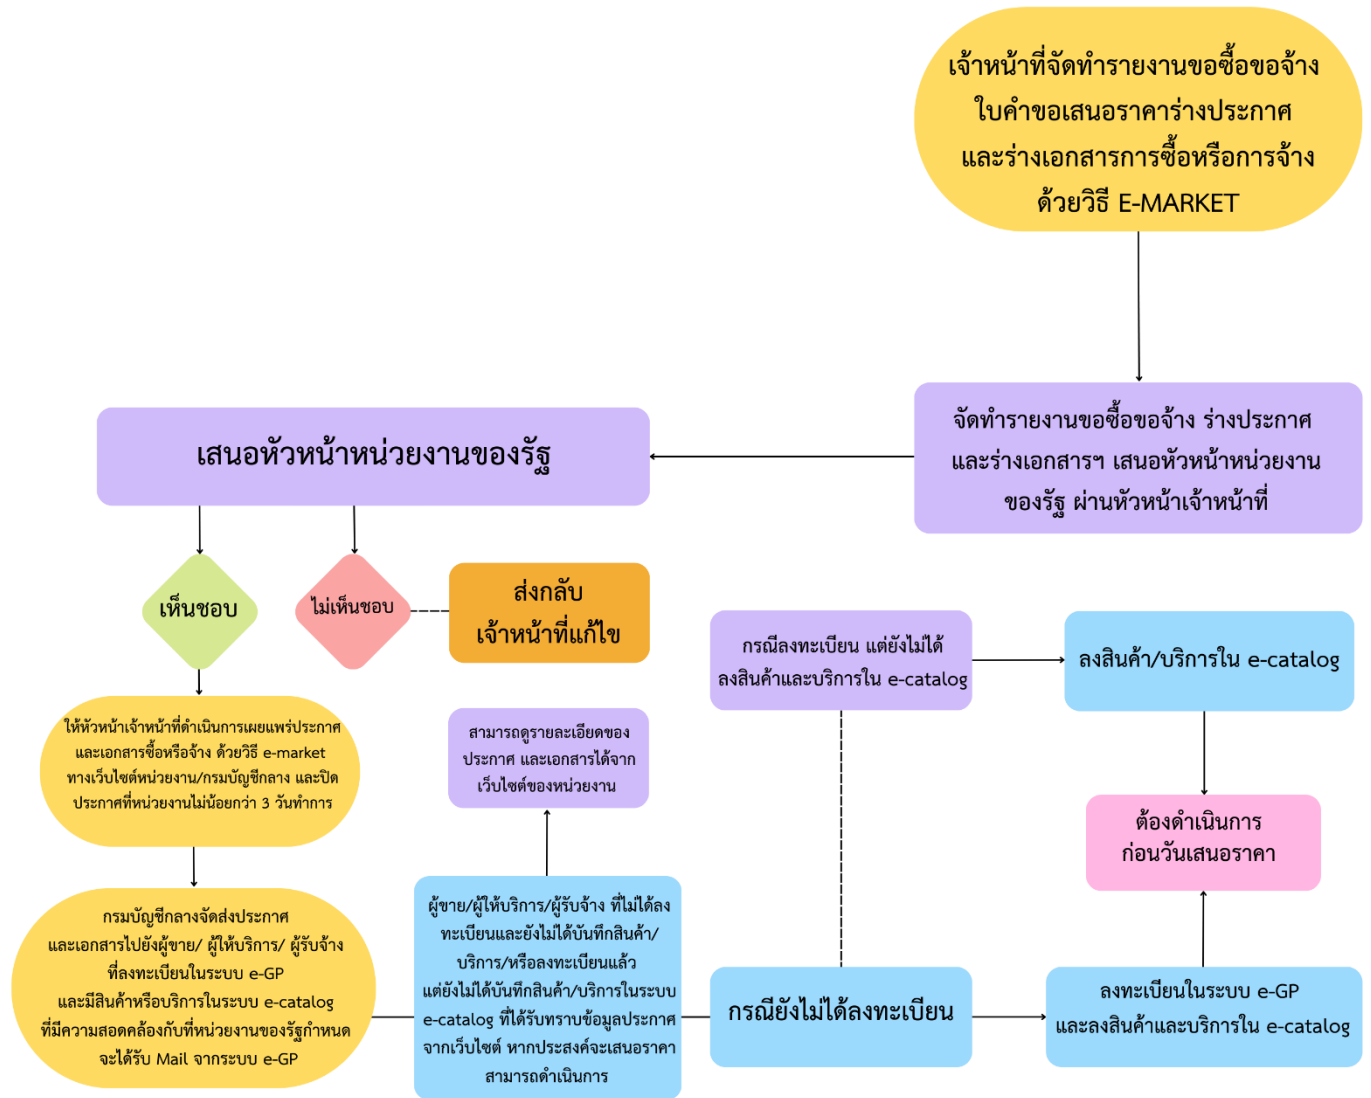 เจ้าหน้าที่จัดทำรายงานขอซื้อขอจ้าง
ใบคำขอเสนอราคาร่างประกาศ
และร่างเอกสารการซื้อหรือการจ้าง
ด้วยวิธี E-MARKET
จัดทำรายงานขอซื้อขอจ้าง ร่างประกาศ
และร่างเอกสารฯ เสนอหัวหน้าหน่วยงาน
ของรัฐ ผ่านหัวหน้าเจ้าหน้าที่
เสนอหัวหน้าหน่วยงานของรัฐ
เห็นชอบ
ไม่เห็นชอบ
ส่งกลับ
เจ้าหน้าที่แก้ไข
ให้หัวหน้าเจ้าหน้าที่ดำเนินการเผยแพร่ประกาศ
และเอกสารซื้อหรือจ้าง ด้วยวิธี e-market
ทางเว็บไซต์หน่วยงาน/กรมบัญชีกลาง และปิด
ประกาศที่หน่วยงานไม่น้อยกว่า 3 วันทำการ
กรมบัญชีกลางจัดส่งประกาศ
และเอกสารไปยังผู้ขาย/ ผู้ให้บริการ/ ผู้รับจ้าง
ที่ลงทะเบียนในระบบ e-GP
และมีสินค้าหรือบริการในระบบ e-catalog
ที่มีความสอดคล้องกับที่หน่วยงานของรัฐกำหนด
จะได้รับ Mail จากระบบ e-GP
สามารถดูรายละเอียดของ
ประกาศ และเอกสารได้จาก
เว็บไซต์ของหน่วยงาน
ผู้ขาย/ผู้ให้บริการ/ผู้รับจ้าง ที่ไม่ได้ลง
ทะเบียนและยังไม่ได้บันทึกสินค้า/
บริการ/หรือลงทะเบียนแล้ว
แต่ยังไม่ได้บันทึกสินค้า/บริการในระบบ
e-catalog ที่ได้รับทราบข้อมูลประกาศ
จากเว็บไซต์ หากประสงค์จะเสนอราคา
สามารถดำเนินการ
กรณีลงทะเบียน แต่ยังไม่ได้
ลงสินค้าและบริการใน e-catalog
ลงสินค้า/บริการใน e-catalog
ต้องดำเนินการ
ก่อนวันเสนอราคา
กรณียังไม่ได้ลงทะเบียน
ลงทะเบียนในระบบ e-GP
และลงสินค้าและบริการใน e-catalog